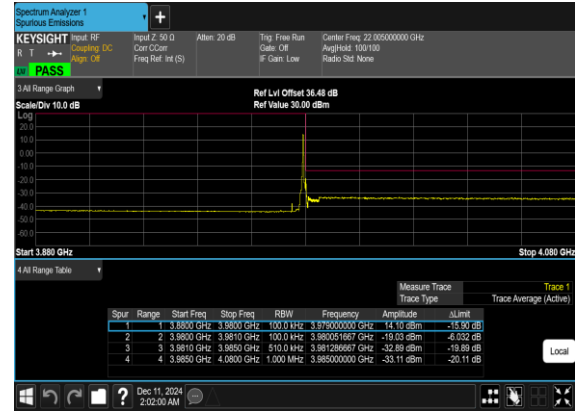 Spectrum Analyzer 1
Spurious Emissions
KEYSIGHT Input: RF Input Z: 50 Ω Atten: 20 dB Trig: Free Run Center Freq: 22.005000000 GHz
R T Coupling: DC Corr CCorr Gate: Off Avg|Hold: 100/100
Align: Off Freq Ref: Int (S) IF Gain: Low Radio Std: None
PASS
3 All Range Graph
Ref Lvl Offset 36.48 dB
Scale/Div 10.0 dB Ref Value 30.00 dBm
Log
20.0
10.0
0.00
-10.0
-20.0
-30.0
-40.0
-50.0
-60.0
Start 3.880 GHz Stop 4.080 GHz
4 All Range Table
Measure Trace Trace 1
Trace Type Trace Average (Active)
Spur Range Start Freq Stop Freq RBW Frequency Amplitude ΔLimit
1 1 3.8800 GHz 3.9800 GHz 100.0 kHz 3.979000000 GHz 14.10 dBm -15.90 dB
2 2 3.9800 GHz 3.9810 GHz 100.0 kHz 3.980051667 GHz -19.03 dBm -6.032 dB
3 3 3.9810 GHz 3.9850 GHz 510.0 kHz 3.981286667 GHz -32.89 dBm -19.89 dB
4 4 3.9850 GHz 4.0800 GHz 1.000 MHz 3.985000000 GHz -33.11 dBm -20.11 dB
Local
Dec 11, 2024
2:02:00 AM